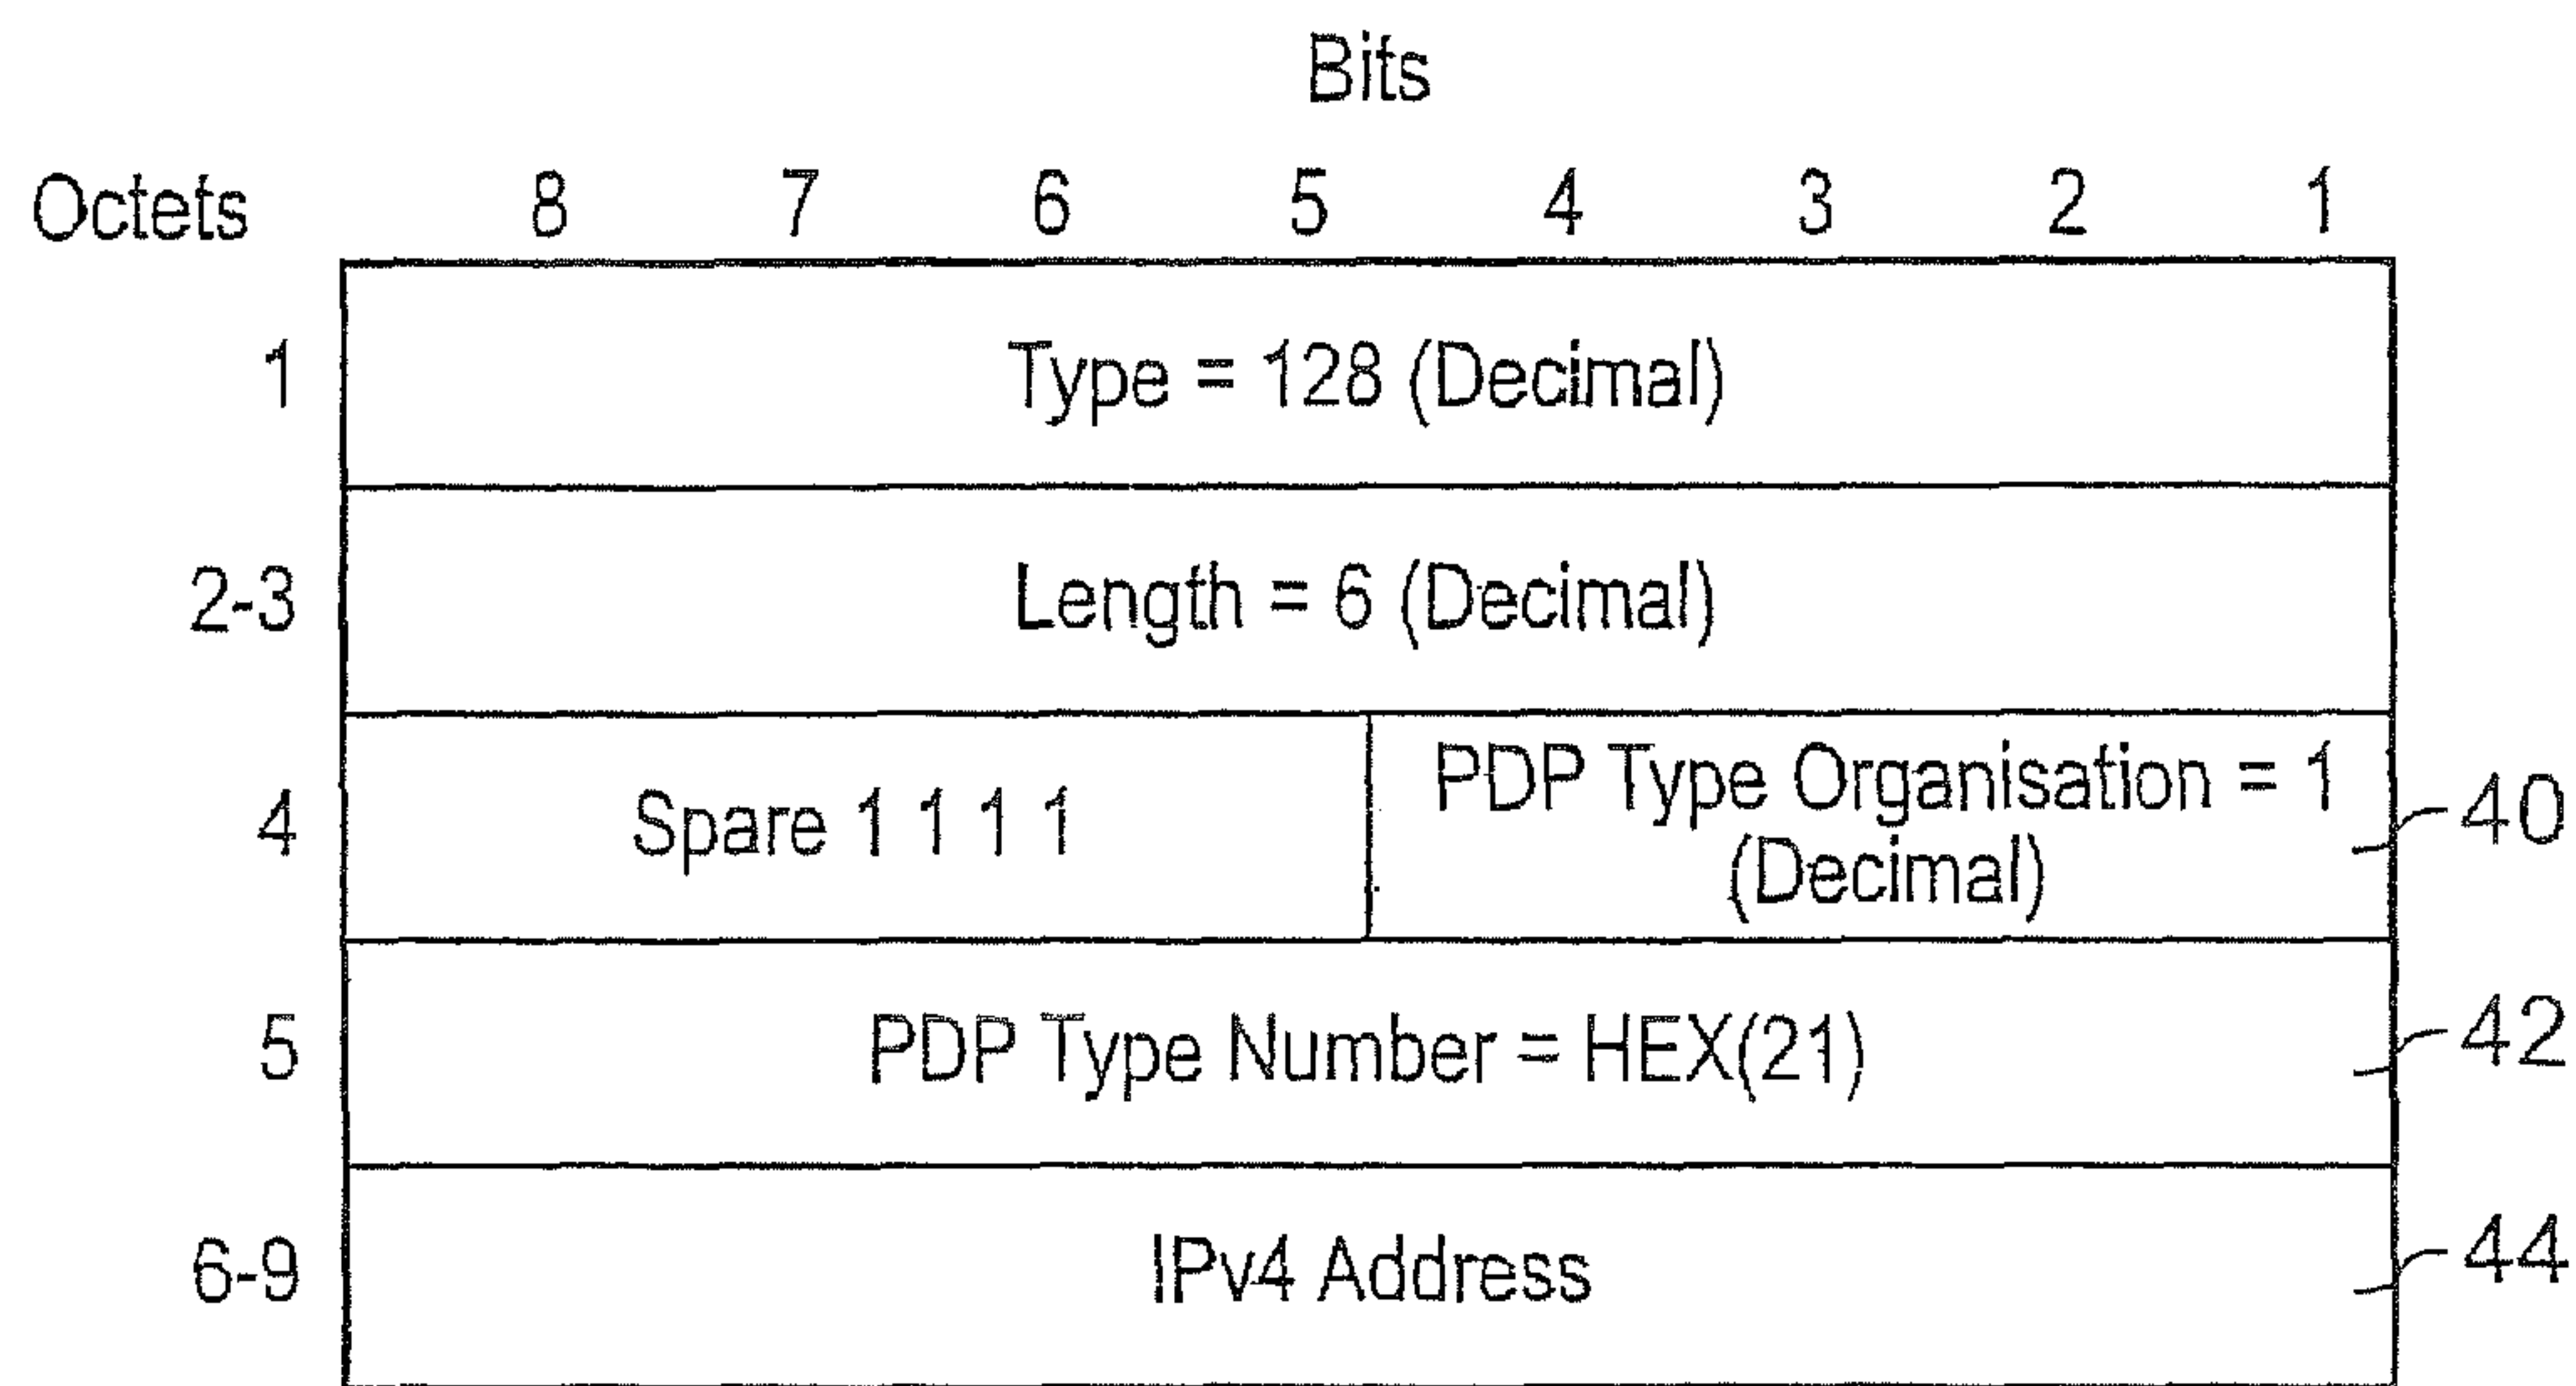 Bits
Octets 8 7 6 5 4 3 2 1
1 Type = 128 (Decimal)
2-3 Length = 6 (Decimal)
4 Spare 1 1 1 1 PDP Type Organisation = 1 40
(Decimal)
5 PDP Type Number = HEX(21) 42
6-9 IPv4 Address 44